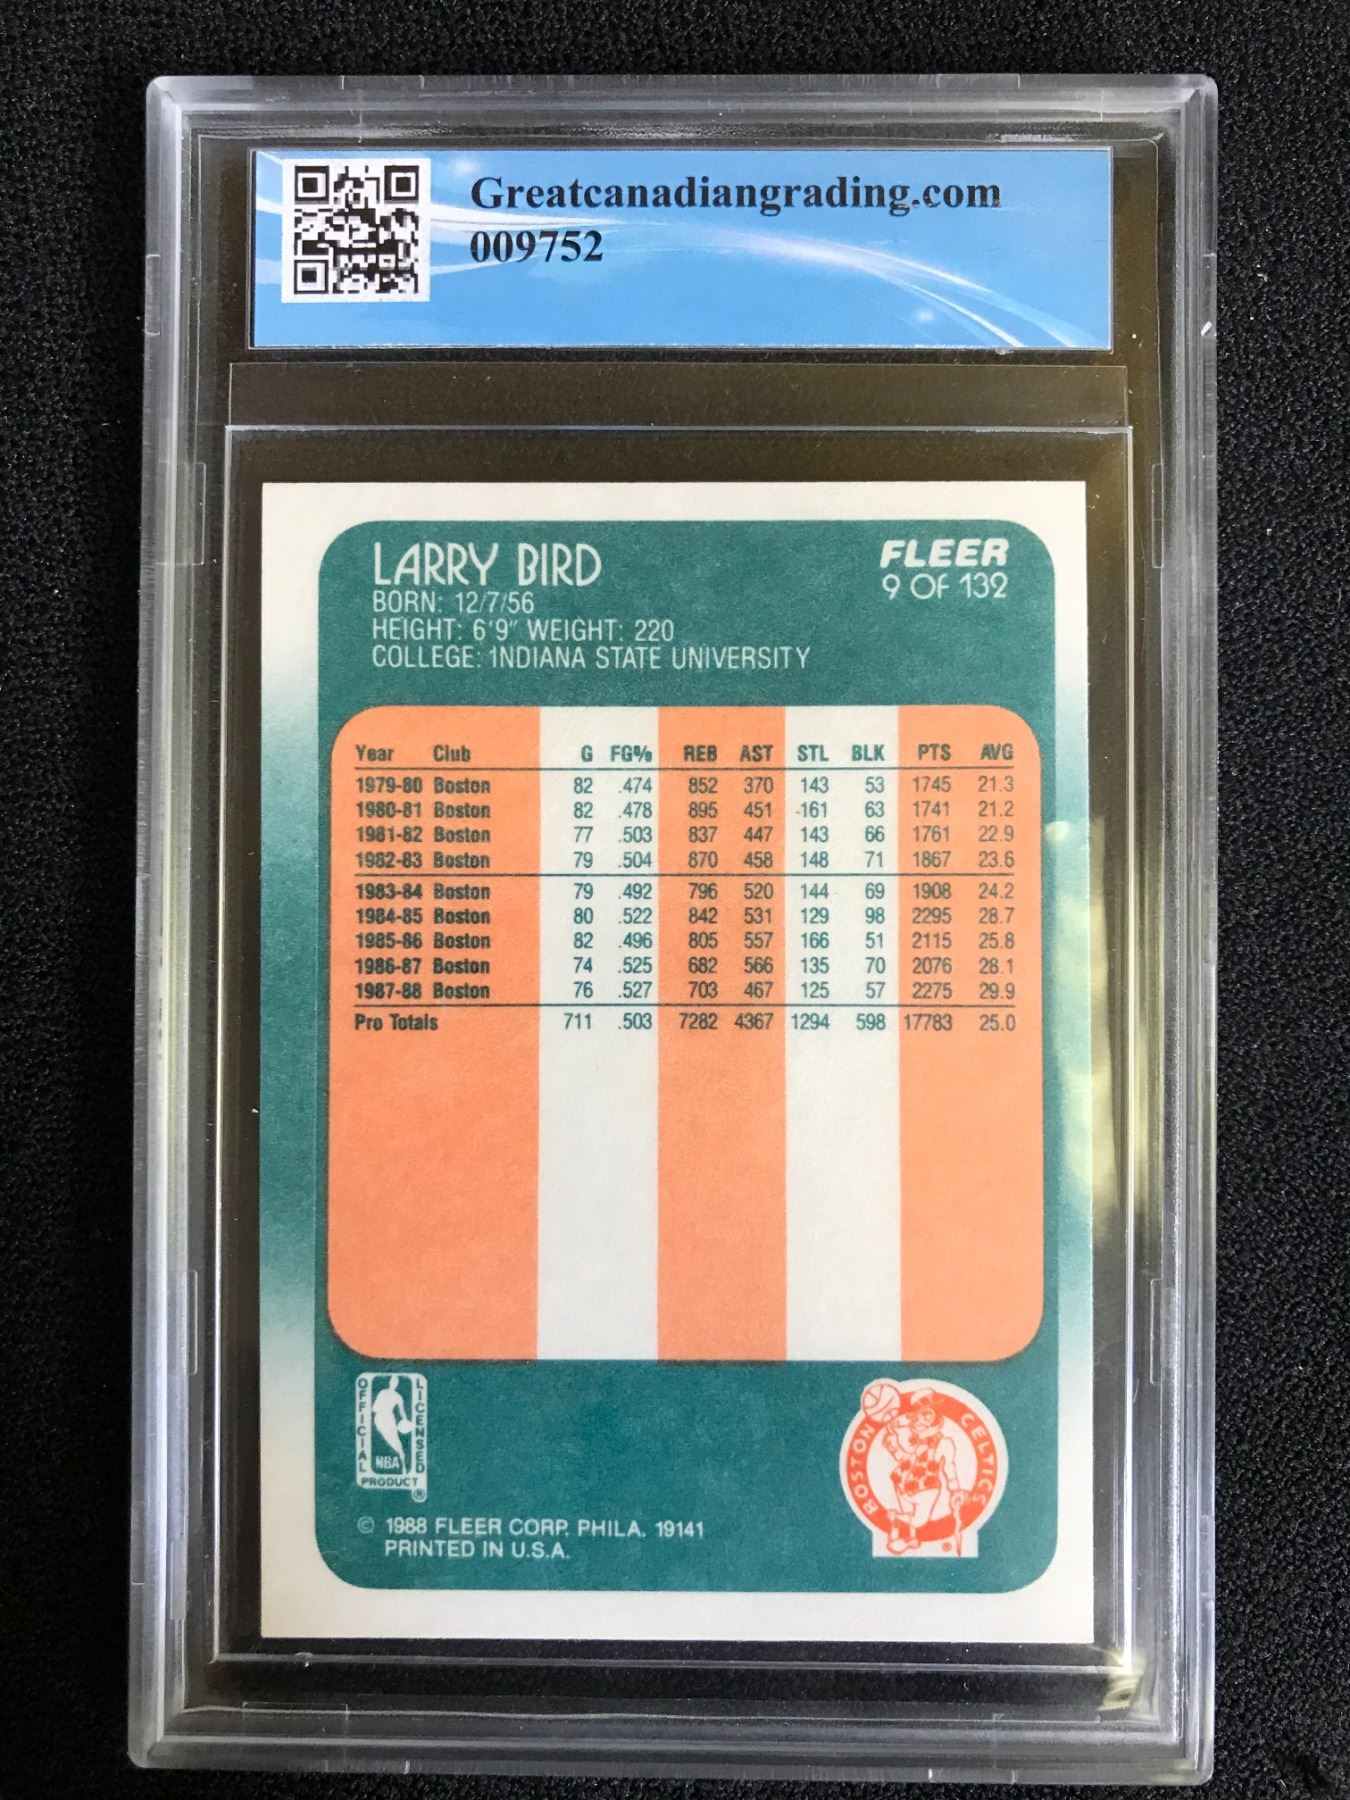 Greatcanadiangrading.com
009752
LARRY BIRD
BORN: 12/7/56
HEIGHT: 6'9" WEIGHT: 220
COLLEGE: INDIANA STATE UNIVERSITY
FLEER
9 OF 132
Year Club G FG% REB AST STL BLK PTS AVG
1979-80 Boston 82 .474 852 370 143 53 1745 21.3
1980-81 Boston 82 .478 895 451 161 63 1741 21.2
1981-82 Boston 77 .503 837 447 143 66 1761 22.9
1982-83 Boston 79 .504 870 458 148 71 1867 23.6
1983-84 Boston 79 .492 796 520 144 69 1908 24.2
1984-85 Boston 80 .522 842 531 129 98 2295 28.7
1985-86 Boston 82 .496 805 557 166 51 2115 25.8
1986-87 Boston 74 .525 682 566 135 70 2076 28.1
1987-88 Boston 76 .527 703 467 125 57 2275 29.9
Pro Totals 711 .503 7282 4367 1294 598 17783 25.0
OFFICIAL
LICENSED
NBA
PRODUCT
®
BOSTON CELTICS
®
© 1988 FLEER CORP. PHILA. 19141
PRINTED IN U.S.A.